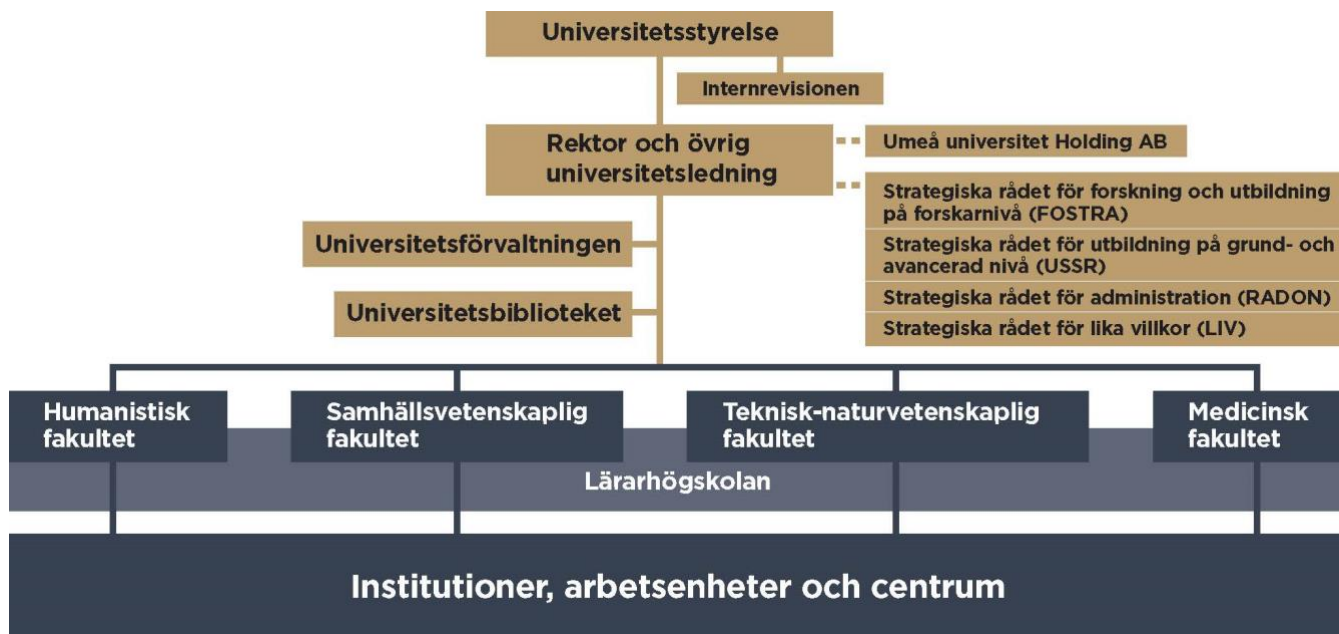 Universitetsstyrelse
Internrevisionen
Rektor och övrig
universitetsledning
Umeå universitet Holding AB
Strategiska rådet för forskning och utbildning
på forskarnivå (FOSTRA)
Strategiska rådet för utbildning på grund- och
avancerad nivå (USSR)
Strategiska rådet för administration (RADON)
Strategiska rådet för lika villkor (LIV)
Universitetsförvaltningen
Universitetsbiblioteket
Humanistisk
fakultet
Samhällsvetenskaplig
fakultet
Teknisk-naturvetenskaplig
fakultet
Medicinsk
fakultet
Lärarhögskolan
Institutioner, arbetsenheter och centrum